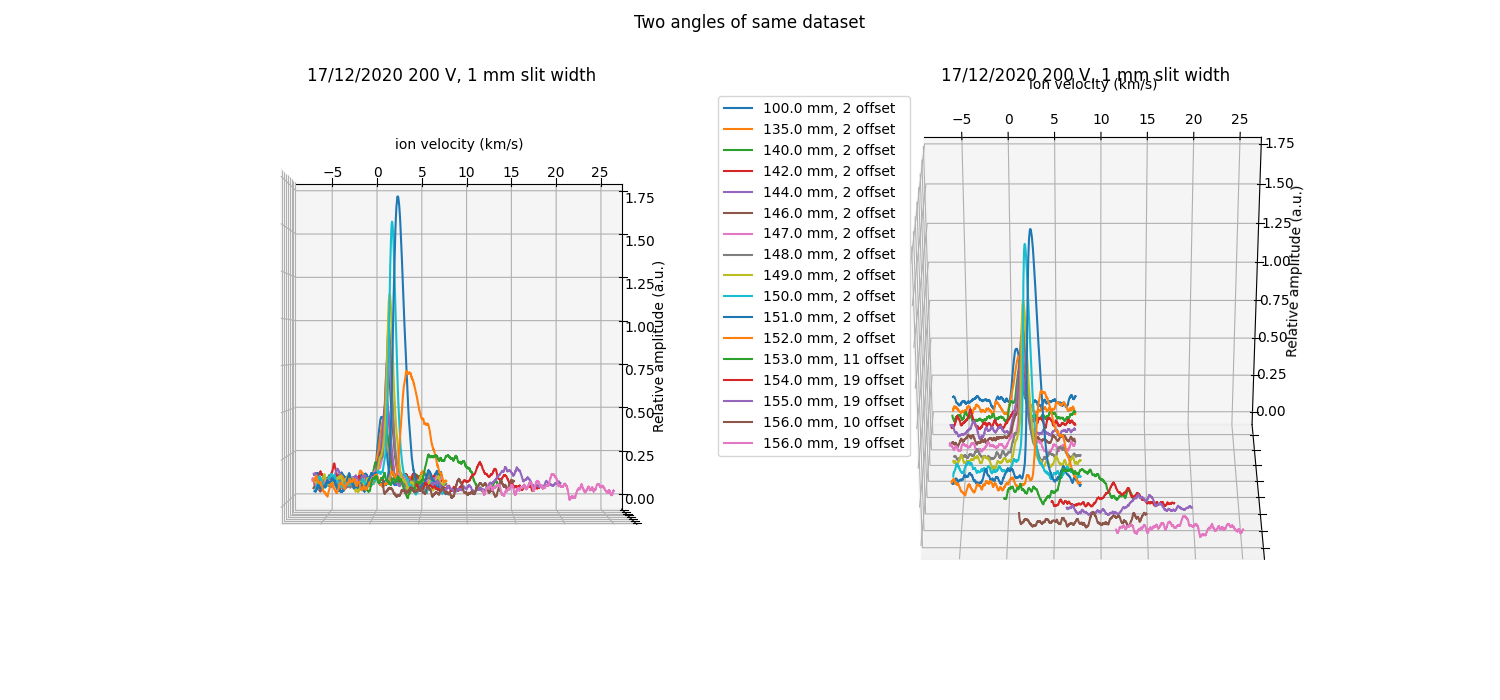 Two angles of same dataset
17/12/2020 200 V, 1 mm slit width
ion velocity (km/s)
−5 0 5 10 15 20 25
1.75
1.50
1.25
1.00
0.75
0.50
0.25
0.00
Relative amplitude (a.u.)
100.0 mm, 2 offset
135.0 mm, 2 offset
140.0 mm, 2 offset
142.0 mm, 2 offset
144.0 mm, 2 offset
146.0 mm, 2 offset
147.0 mm, 2 offset
148.0 mm, 2 offset
149.0 mm, 2 offset
150.0 mm, 2 offset
151.0 mm, 2 offset
152.0 mm, 2 offset
153.0 mm, 11 offset
154.0 mm, 19 offset
155.0 mm, 19 offset
156.0 mm, 10 offset
156.0 mm, 19 offset
17/12/2020 200 V, 1 mm slit width
ion velocity (km/s)
−5 0 5 10 15 20 25
1.75
1.50
1.25
1.00
0.75
0.50
0.25
0.00
Relative amplitude (a.u.)